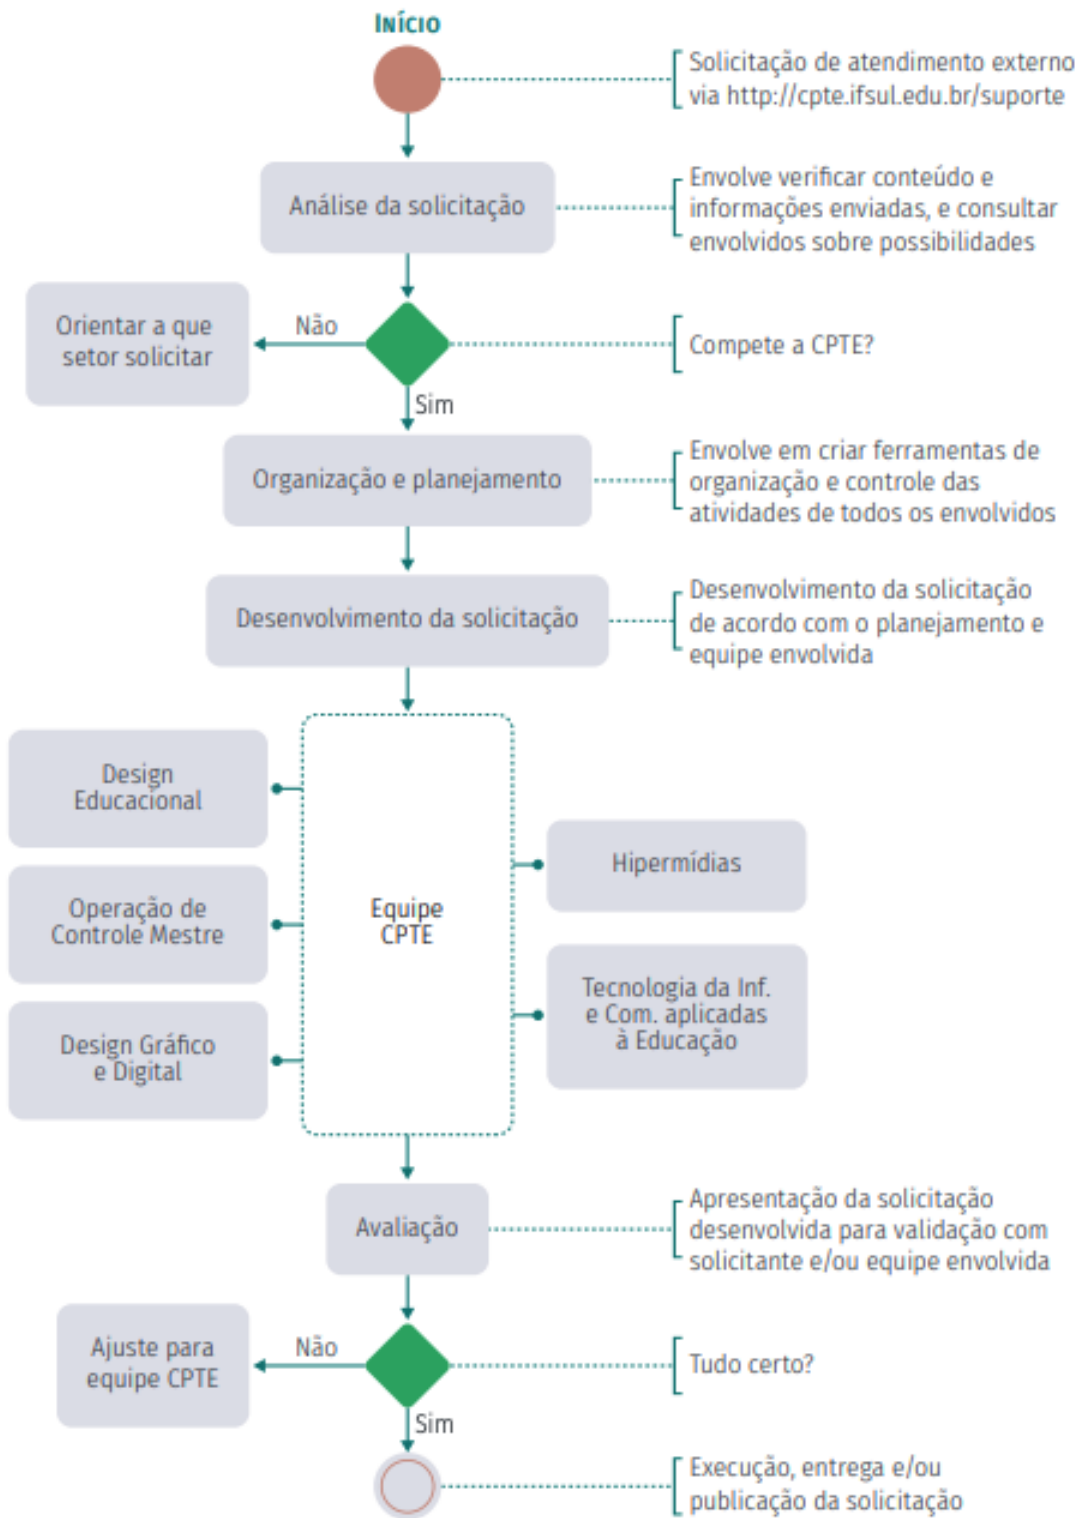 INÍCIO
Solicitação de atendimento externo
via http://cpte.ifsul.edu.br/suporte
Análise da solicitação
Envolve verificar conteúdo e
informações enviadas, e consultar
envolvidos sobre possibilidades
Orientar a que
setor solicitar
Não
Compete a CPTE?
Sim
Organização e planejamento
Envolve em criar ferramentas de
organização e controle das
atividades de todos os envolvidos
Desenvolvimento da solicitação
Desenvolvimento da solicitação
de acordo com o planejamento e
equipe envolvida
Design
Educacional
Operação de
Controle Mestre
Design Gráfico
e Digital
Equipe
CPTE
Hipermídias
Tecnologia da Inf.
e Com. aplicadas
à Educação
Avaliação
Apresentação da solicitação
desenvolvida para validação com
solicitante e/ou equipe envolvida
Ajuste para
equipe CPTE
Não
Tudo certo?
Sim
Execução, entrega e/ou
publicação da solicitação